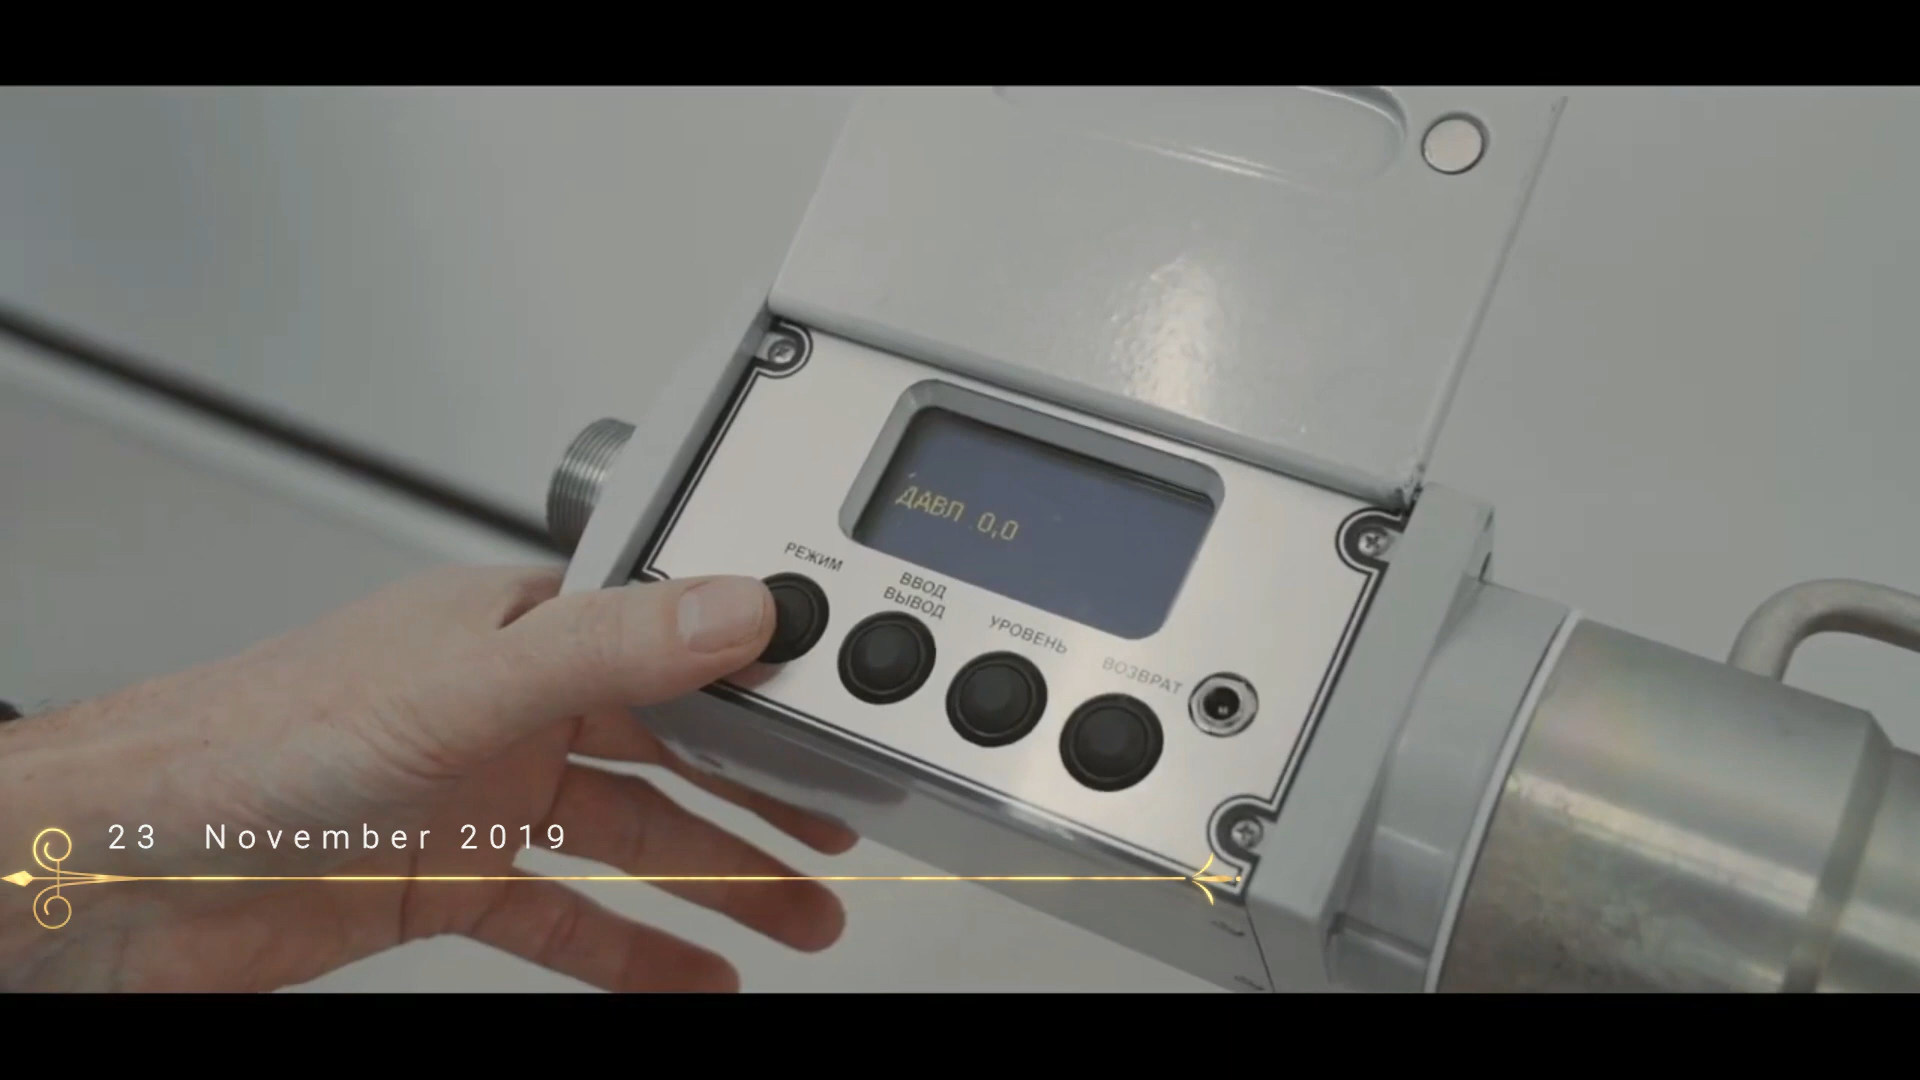 ДАВЛ 0,0
РЕЖИМ
ВВОД
ВЫВОД
УРОВЕНЬ
ВОЗВРАТ
23 November 2019